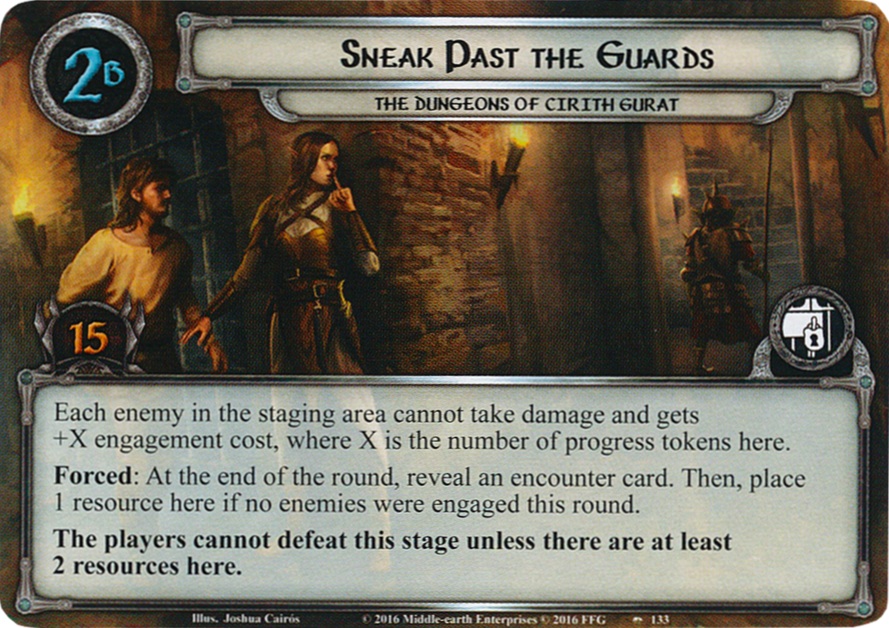 2B
SNEAK PAST THE GUARDS
THE DUNGEONS OF CIRITH GURAT
15
Each enemy in the staging area cannot take damage and gets
+X engagement cost, where X is the number of progress tokens here.
Forced: At the end of the round, reveal an encounter card. Then, place
1 resource here if no enemies were engaged this round.
The players cannot defeat this stage unless there are at least
2 resources here.
Illus. Joshua Cairós © 2016 Middle-earth Enterprises © 2016 FFG 133